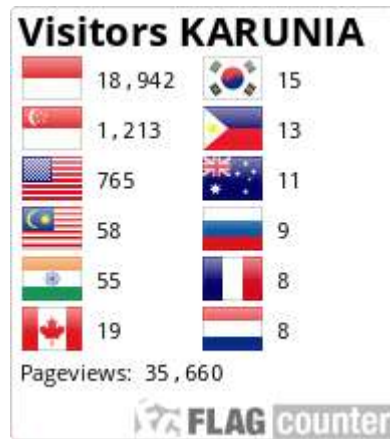 Visitors KARUNIA
18,942 15
1,213 13
765 11
58 9
55 8
19 8
Pageviews: 35,660
FLAG counter